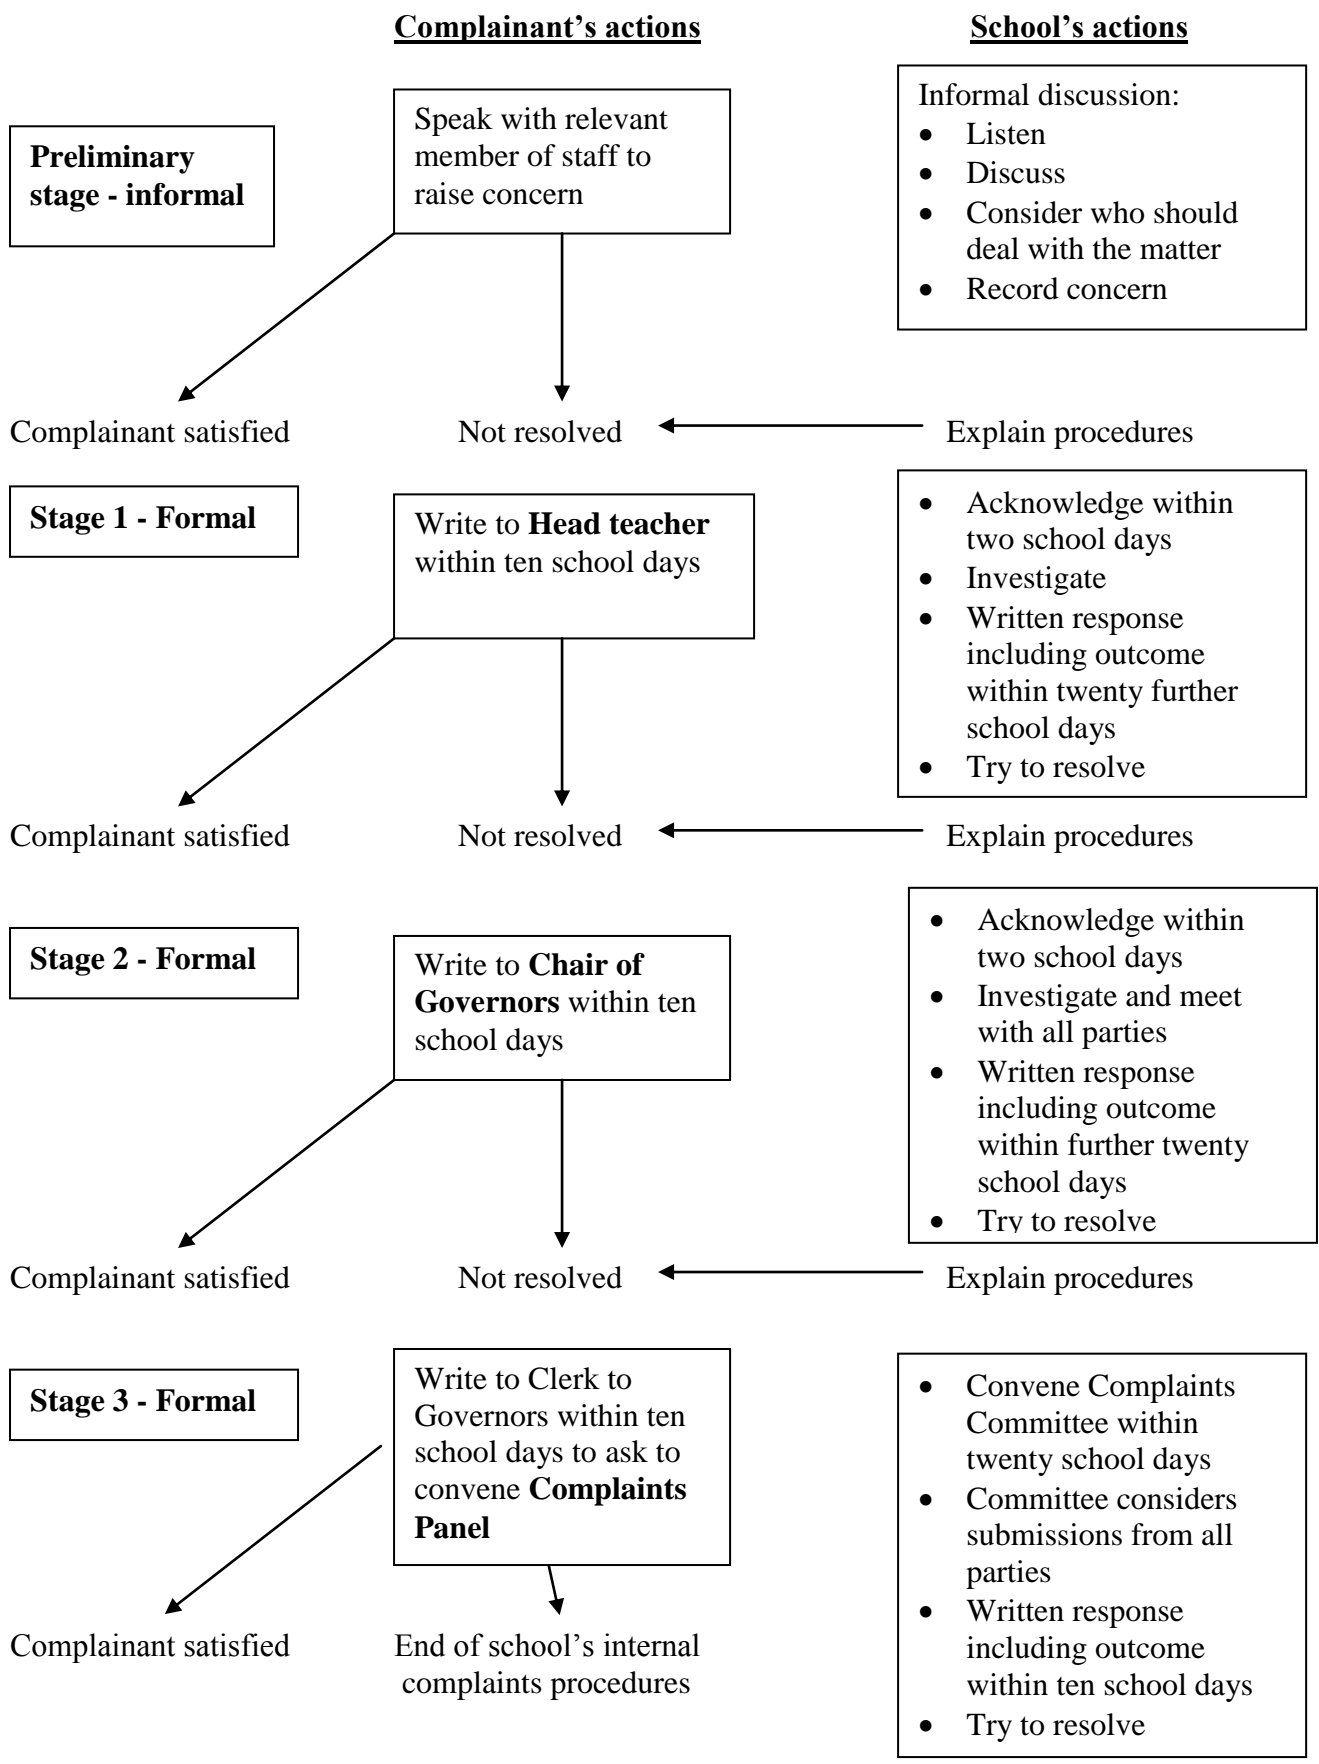 Complainant’s actions
School’s actions
Preliminary
stage - informal
Speak with relevant
member of staff to
raise concern
Informal discussion:
• Listen
• Discuss
• Consider who should
deal with the matter
• Record concern
Complainant satisfied
Not resolved
Explain procedures
Stage 1 - Formal
Write to Head teacher
within ten school days
• Acknowledge within
two school days
• Investigate
• Written response
including outcome
within twenty further
school days
• Try to resolve
Complainant satisfied
Not resolved
Explain procedures
Stage 2 - Formal
Write to Chair of
Governors within ten
school days
• Acknowledge within
two school days
• Investigate and meet
with all parties
• Written response
including outcome
within further twenty
school days
• Try to resolve
Complainant satisfied
Not resolved
Explain procedures
Stage 3 - Formal
Write to Clerk to
Governors within ten
school days to ask to
convene Complaints
Panel
• Convene Complaints
Committee within
twenty school days
• Committee considers
submissions from all
parties
• Written response
including outcome
within ten school days
• Try to resolve
Complainant satisfied
End of school’s internal
complaints procedures